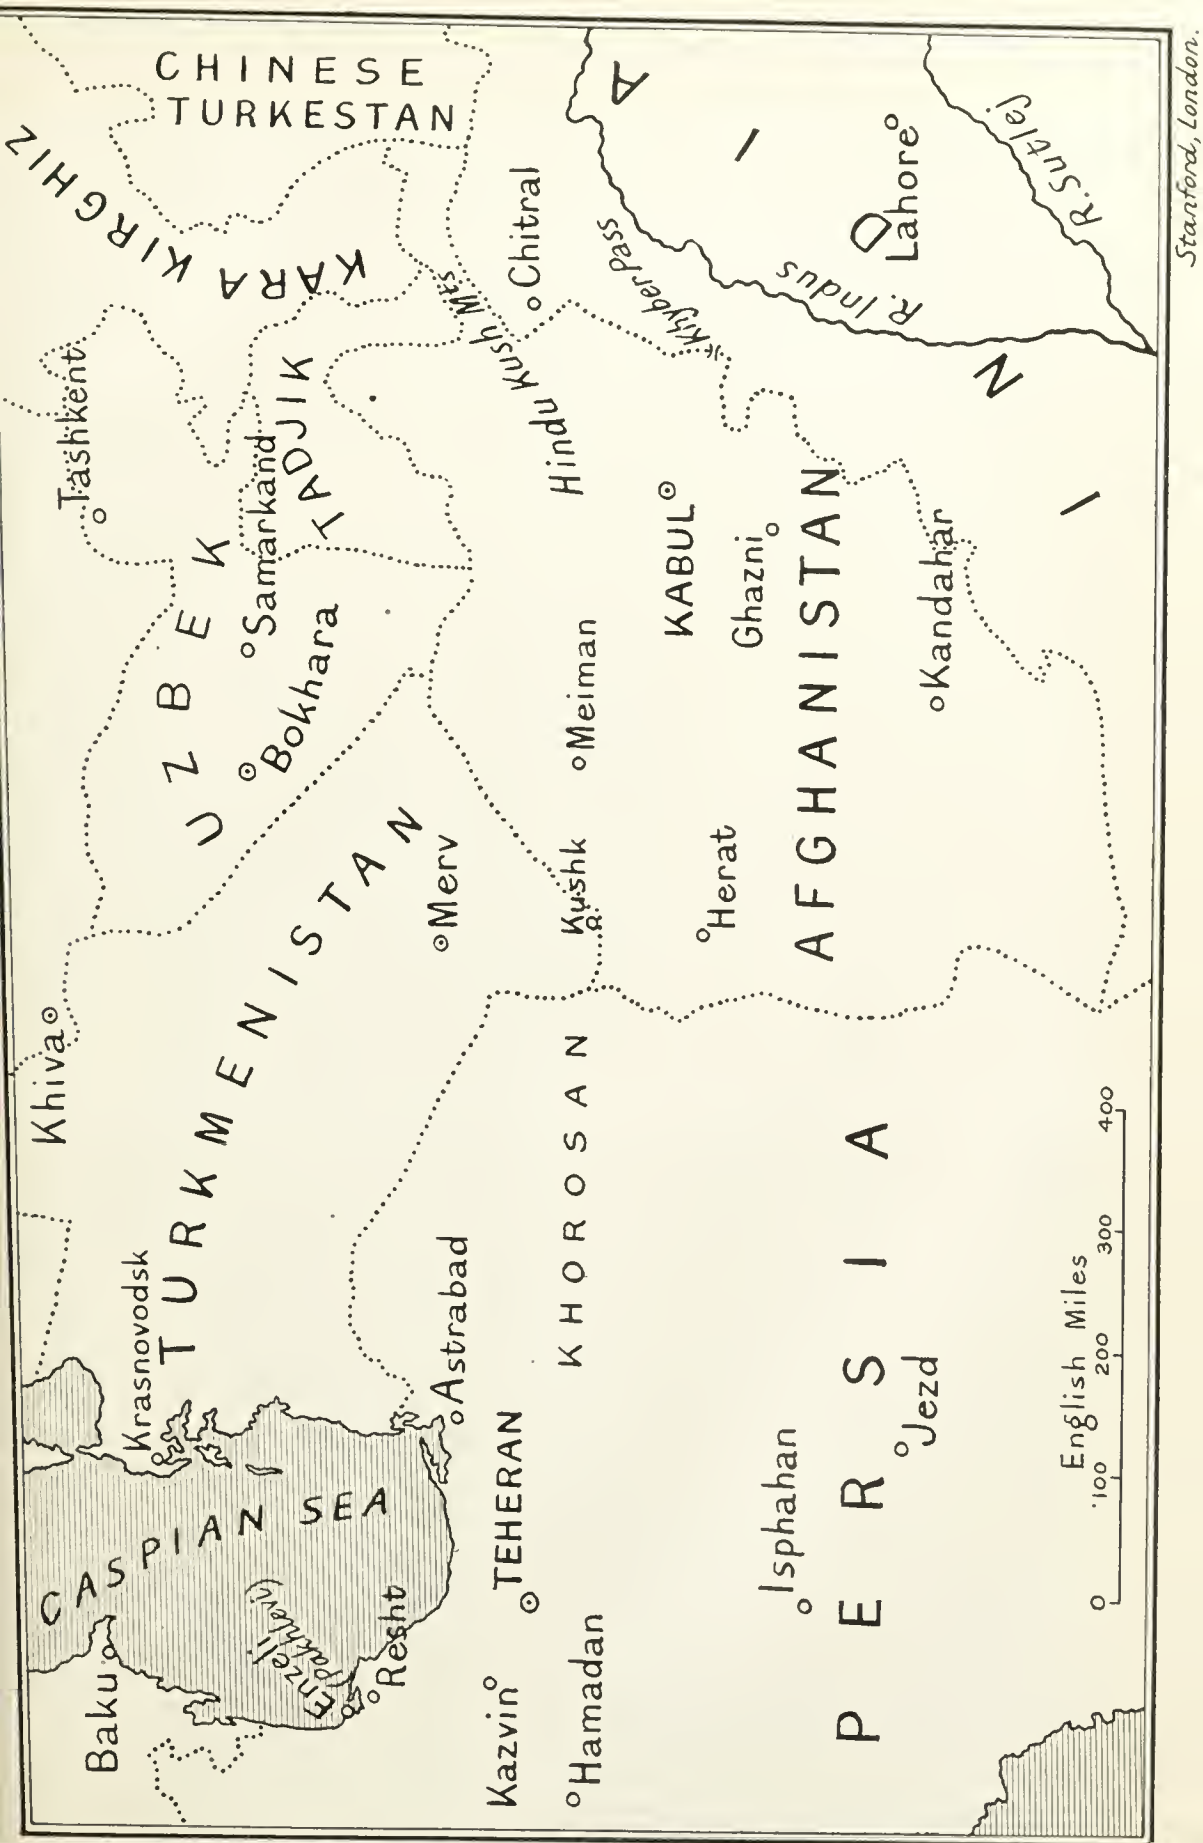 CHINESE
TURKESTAN
KARA KIRGHIZ
Tashkent
Khiva
UZBEK
Samarkand
Bokhara
TADJIK
Krasnovodsk
TURKMENISTAN
Merv
CASPIAN SEA
Baku
Enzeli
(Pakhlevi)
Resht
Astrabad
TEHERAN
Kazvin
Hamadan
KHOROSAN
Kushk
Meiman
Hindu Kush Mts
Chitral
Khyber Pass
KABUL
Ghazni
Herat
AFGHANISTAN
Kandahar
Isphahan
PERSIA
Jezd
INDIA
R. Indus
Lahore
R. Sutlej
English Miles
0 100 200 300 400
Stanford, London.